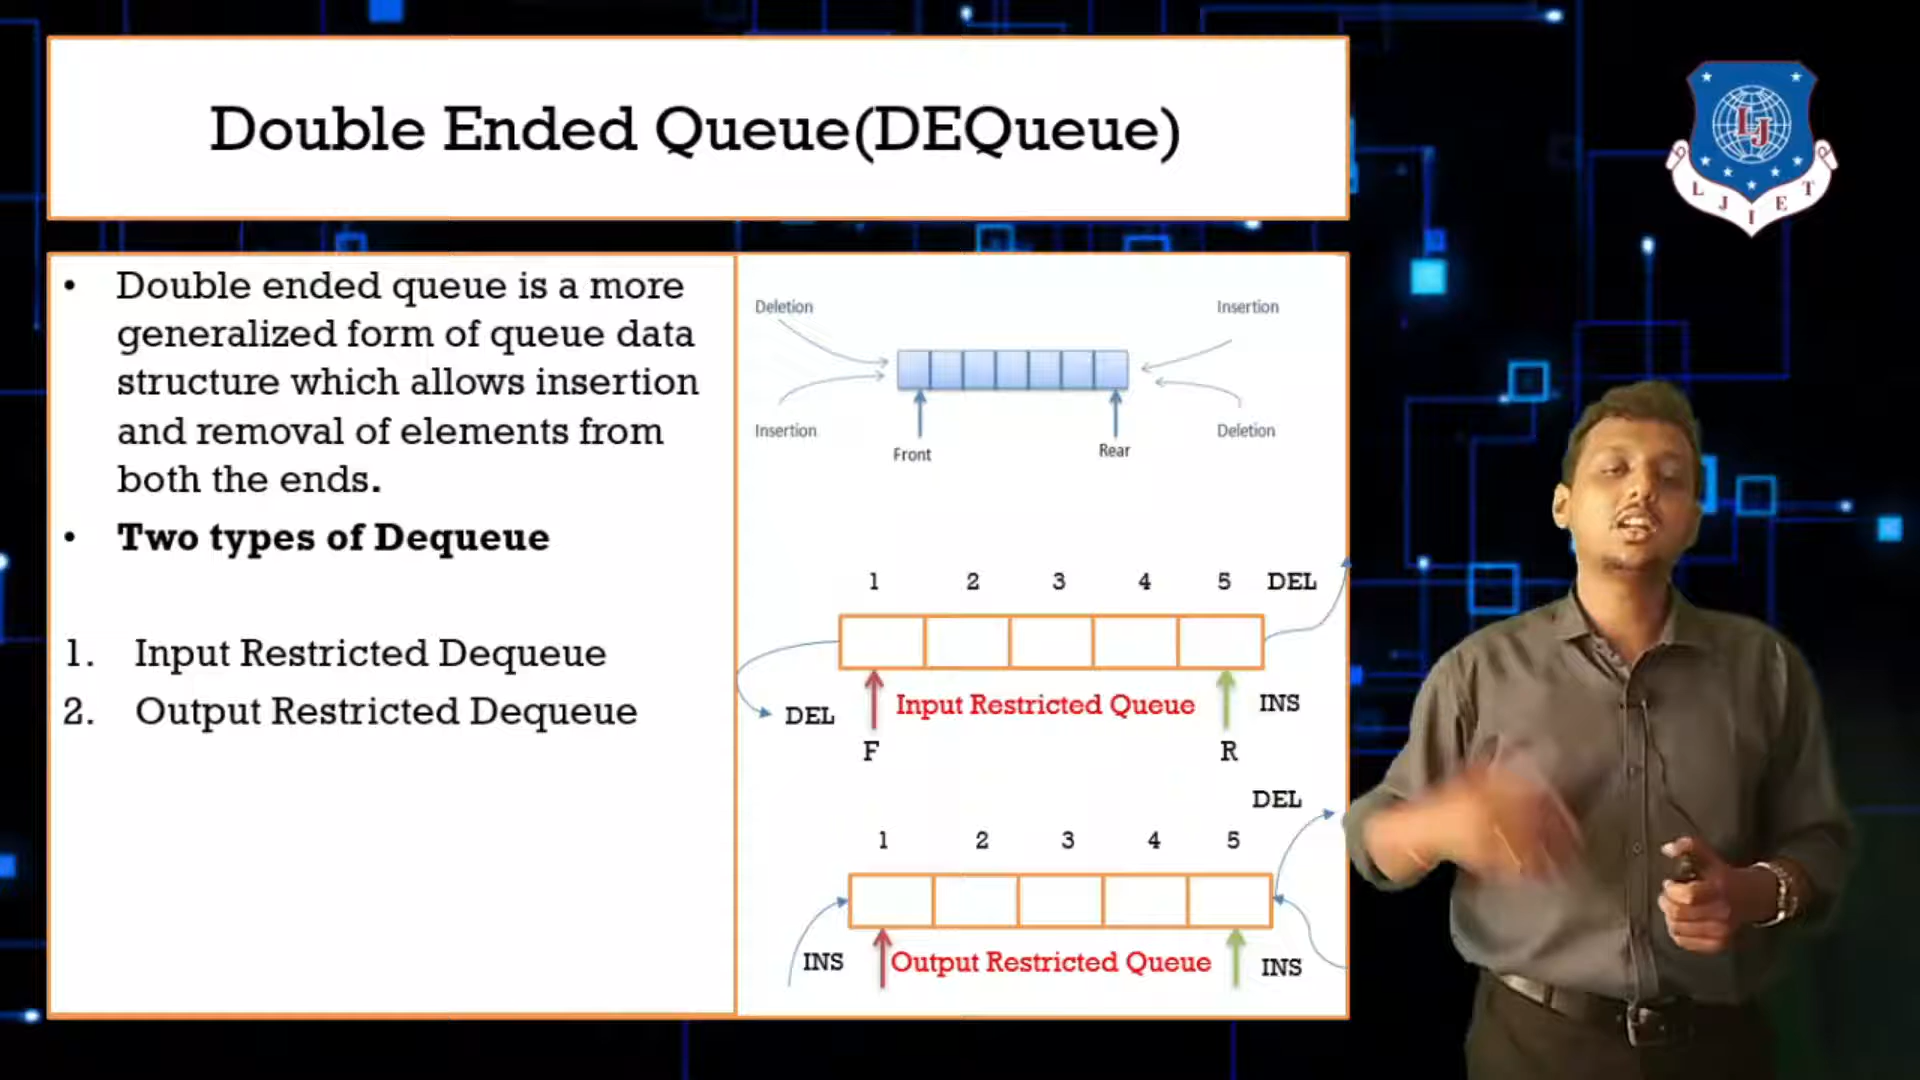 Double Ended Queue(DEQueue)
• Double ended queue is a more
generalized form of queue data
structure which allows insertion
and removal of elements from
both the ends.
• Two types of Dequeue
1. Input Restricted Dequeue
2. Output Restricted Dequeue
Deletion Insertion
Insertion Deletion
Front Rear
1 2 3 4 5 DEL
DEL Input Restricted Queue INS
F R
DEL
1 2 3 4 5
INS Output Restricted Queue INS
LJ
L J I E T